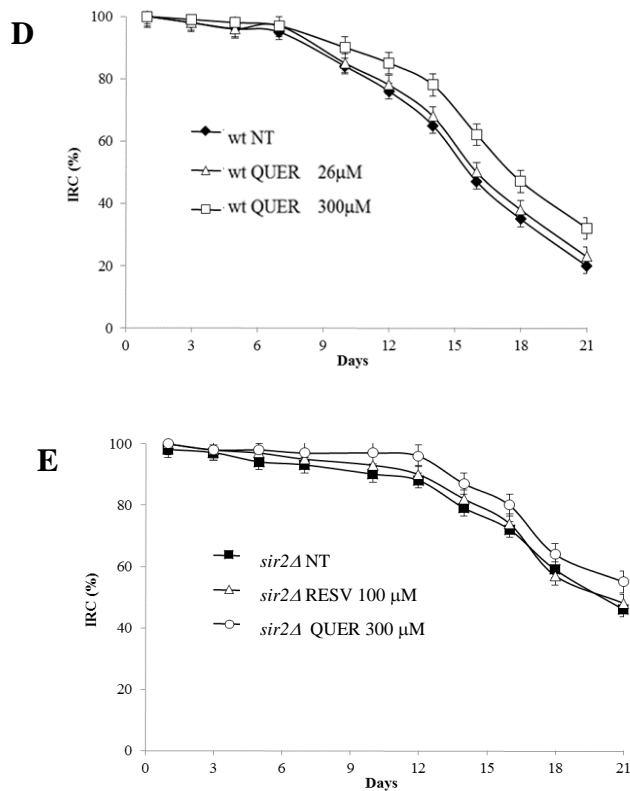 D
100
80
60
40
20
0
IRC (%)
wt NT
wt QUER 26μM
wt QUER 300μM
0 3 6 9 12 15 18 21
Days
E
100
80
60
40
20
0
IRC (%)
sir2Δ NT
sir2Δ RESV 100 μM
sir2Δ QUER 300 μM
0 3 6 9 12 15 18 21
Days